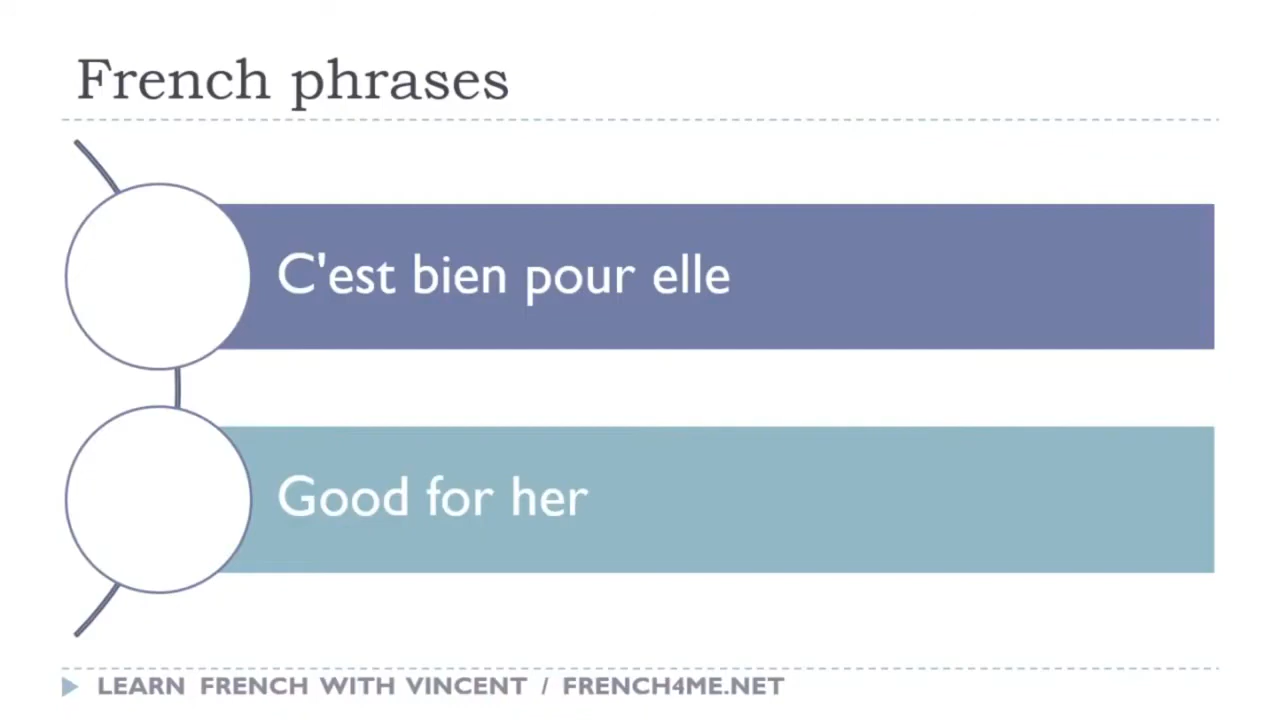 French phrases
C'est bien pour elle
Good for her
LEARN FRENCH WITH VINCENT / FRENCH4ME.NET